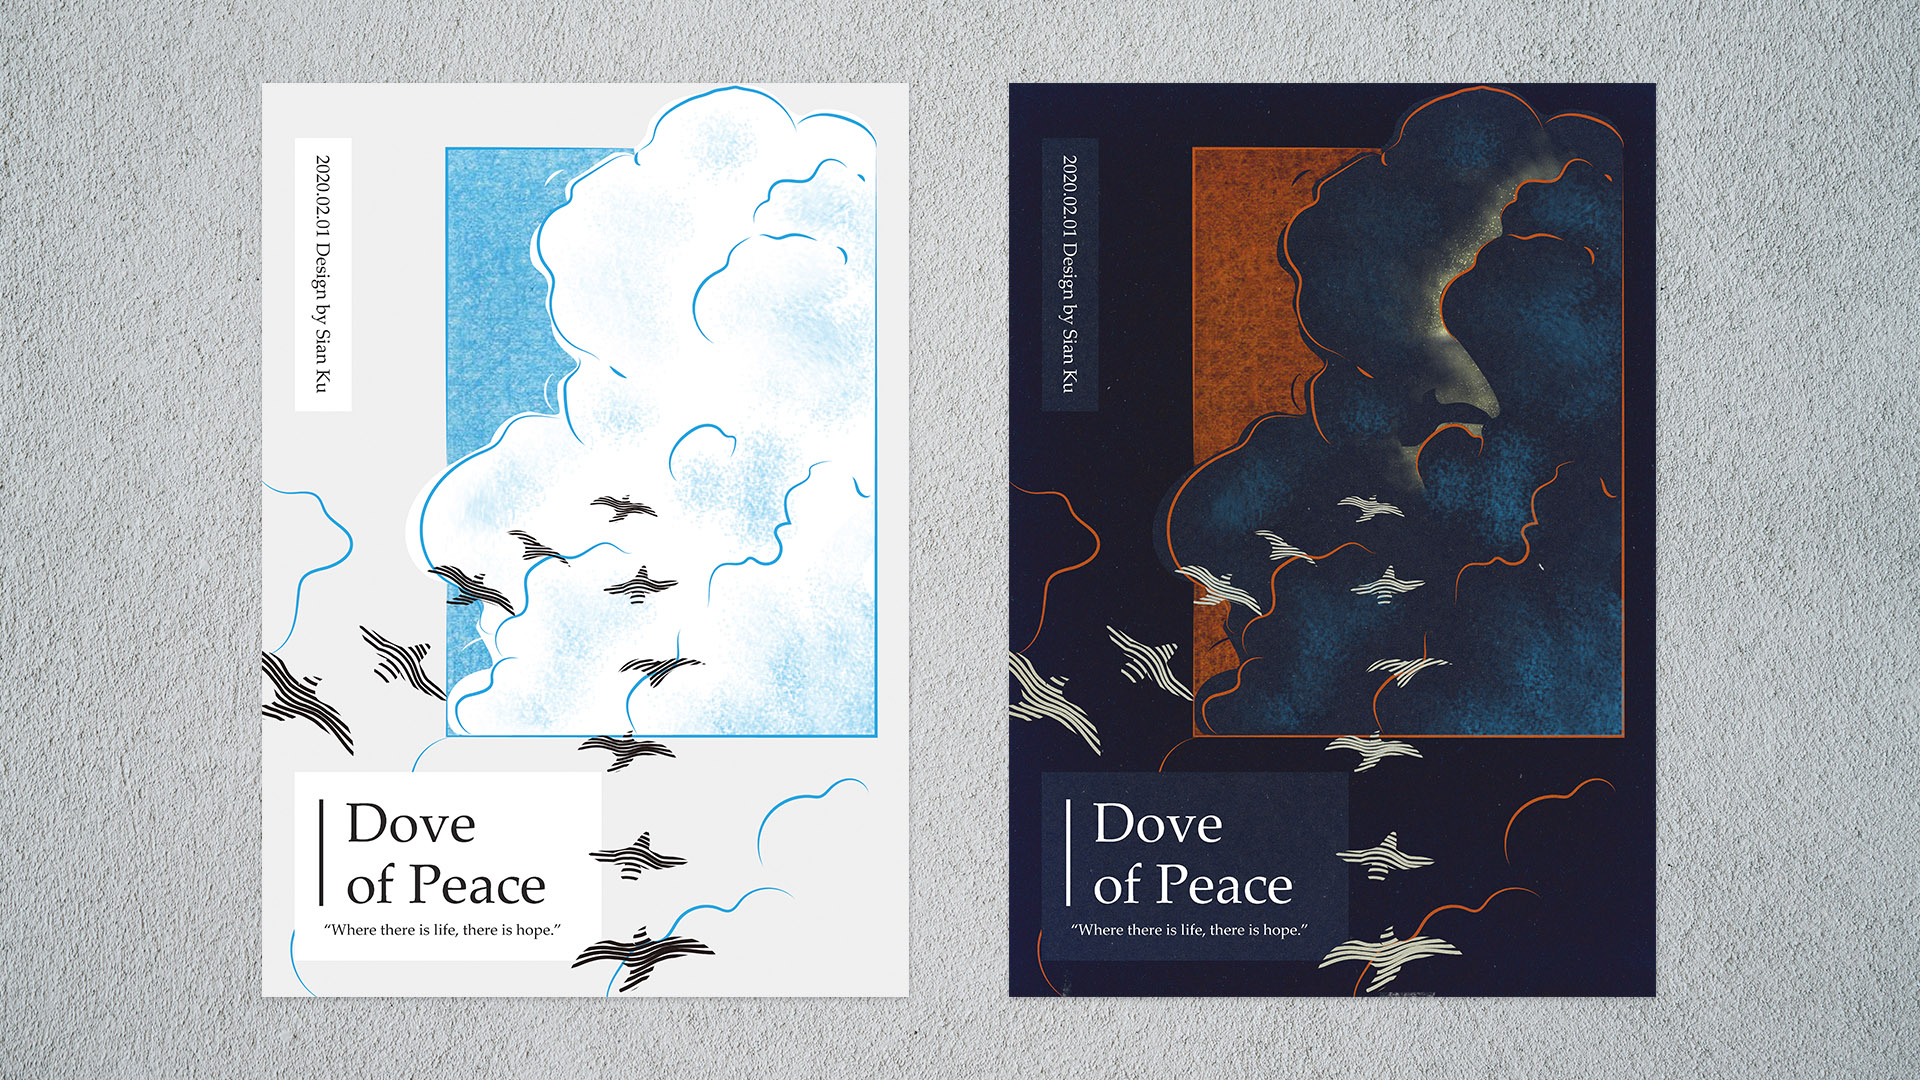 2020.02.01 Design by Sian Ku
Dove
of Peace
“Where there is life, there is hope.”
2020.02.01 Design by Sian Ku
Dove
of Peace
“Where there is life, there is hope.”